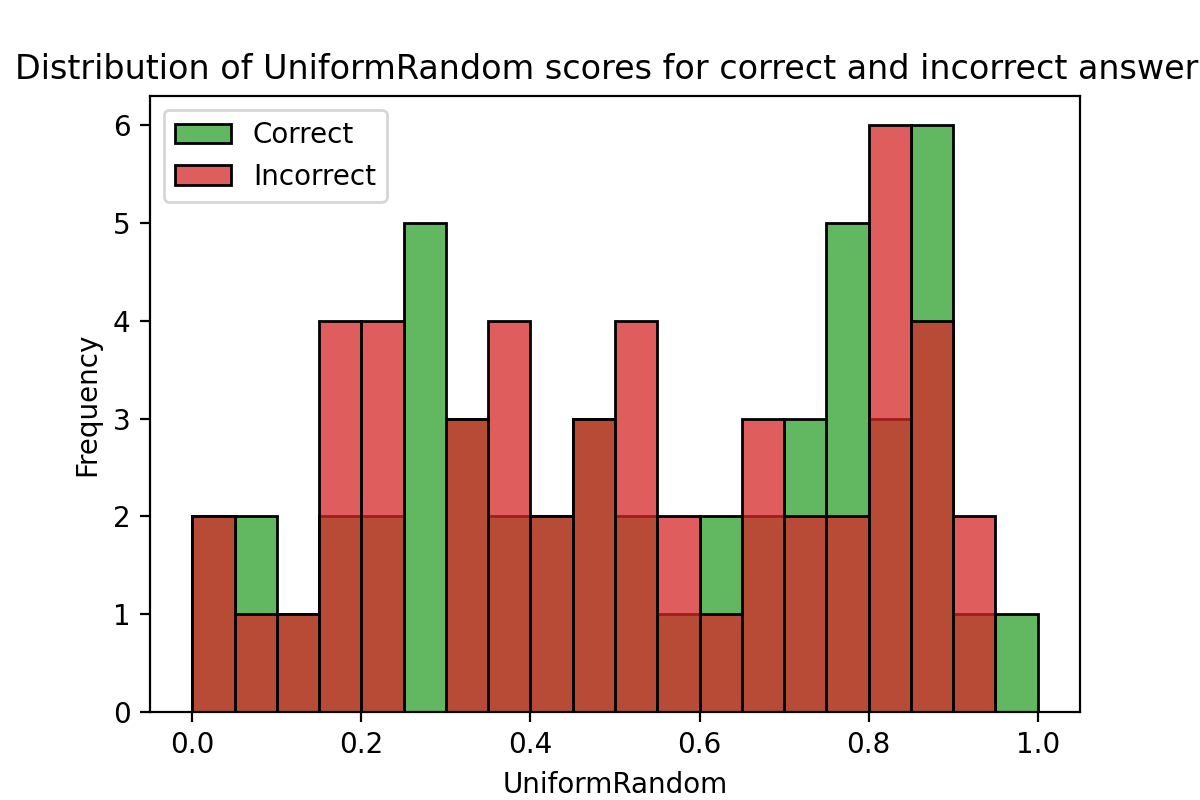 Distribution of UniformRandom scores for correct and incorrect answer
Correct
Incorrect
Frequency
6
5
4
3
2
1
0
0.0 0.2 0.4 0.6 0.8 1.0
UniformRandom